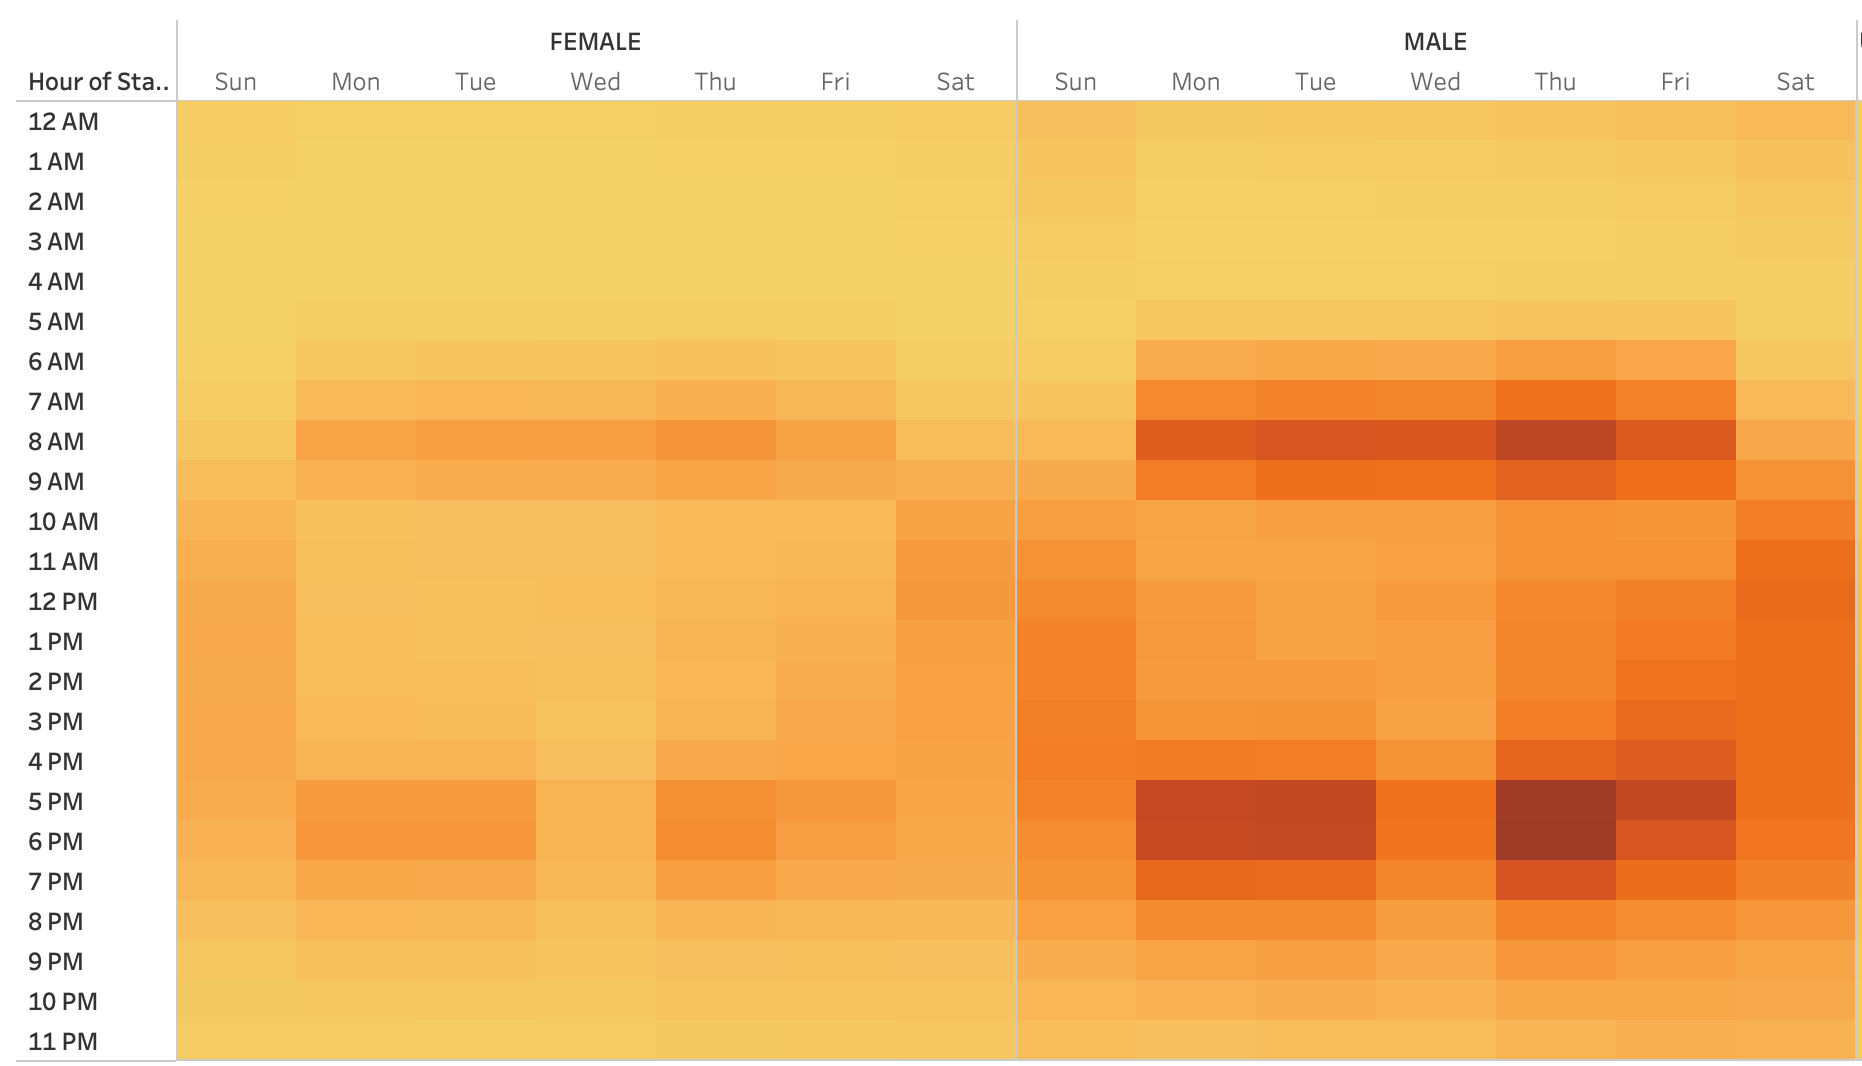 FEMALE MALE
Hour of Sta.. Sun Mon Tue Wed Thu Fri Sat Sun Mon Tue Wed Thu Fri Sat
12 AM
1 AM
2 AM
3 AM
4 AM
5 AM
6 AM
7 AM
8 AM
9 AM
10 AM
11 AM
12 PM
1 PM
2 PM
3 PM
4 PM
5 PM
6 PM
7 PM
8 PM
9 PM
10 PM
11 PM